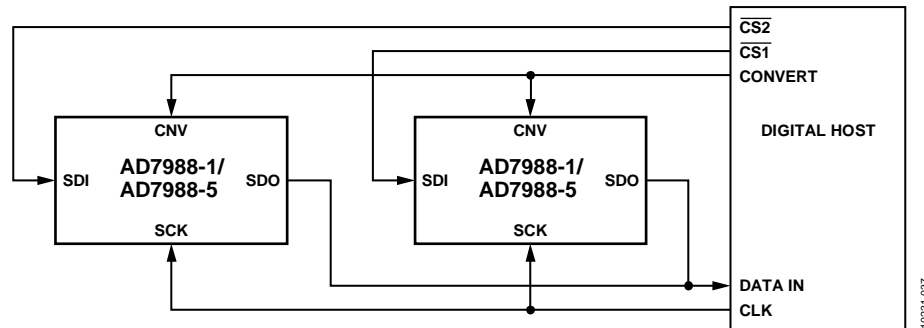 CS2
CS1
CONVERT
CNV
CNV
DIGITAL HOST
AD7988-1/
AD7988-5
AD7988-1/
AD7988-5
SDI
SDO
SDI
SDO
SCK
SCK
DATA IN
CLK